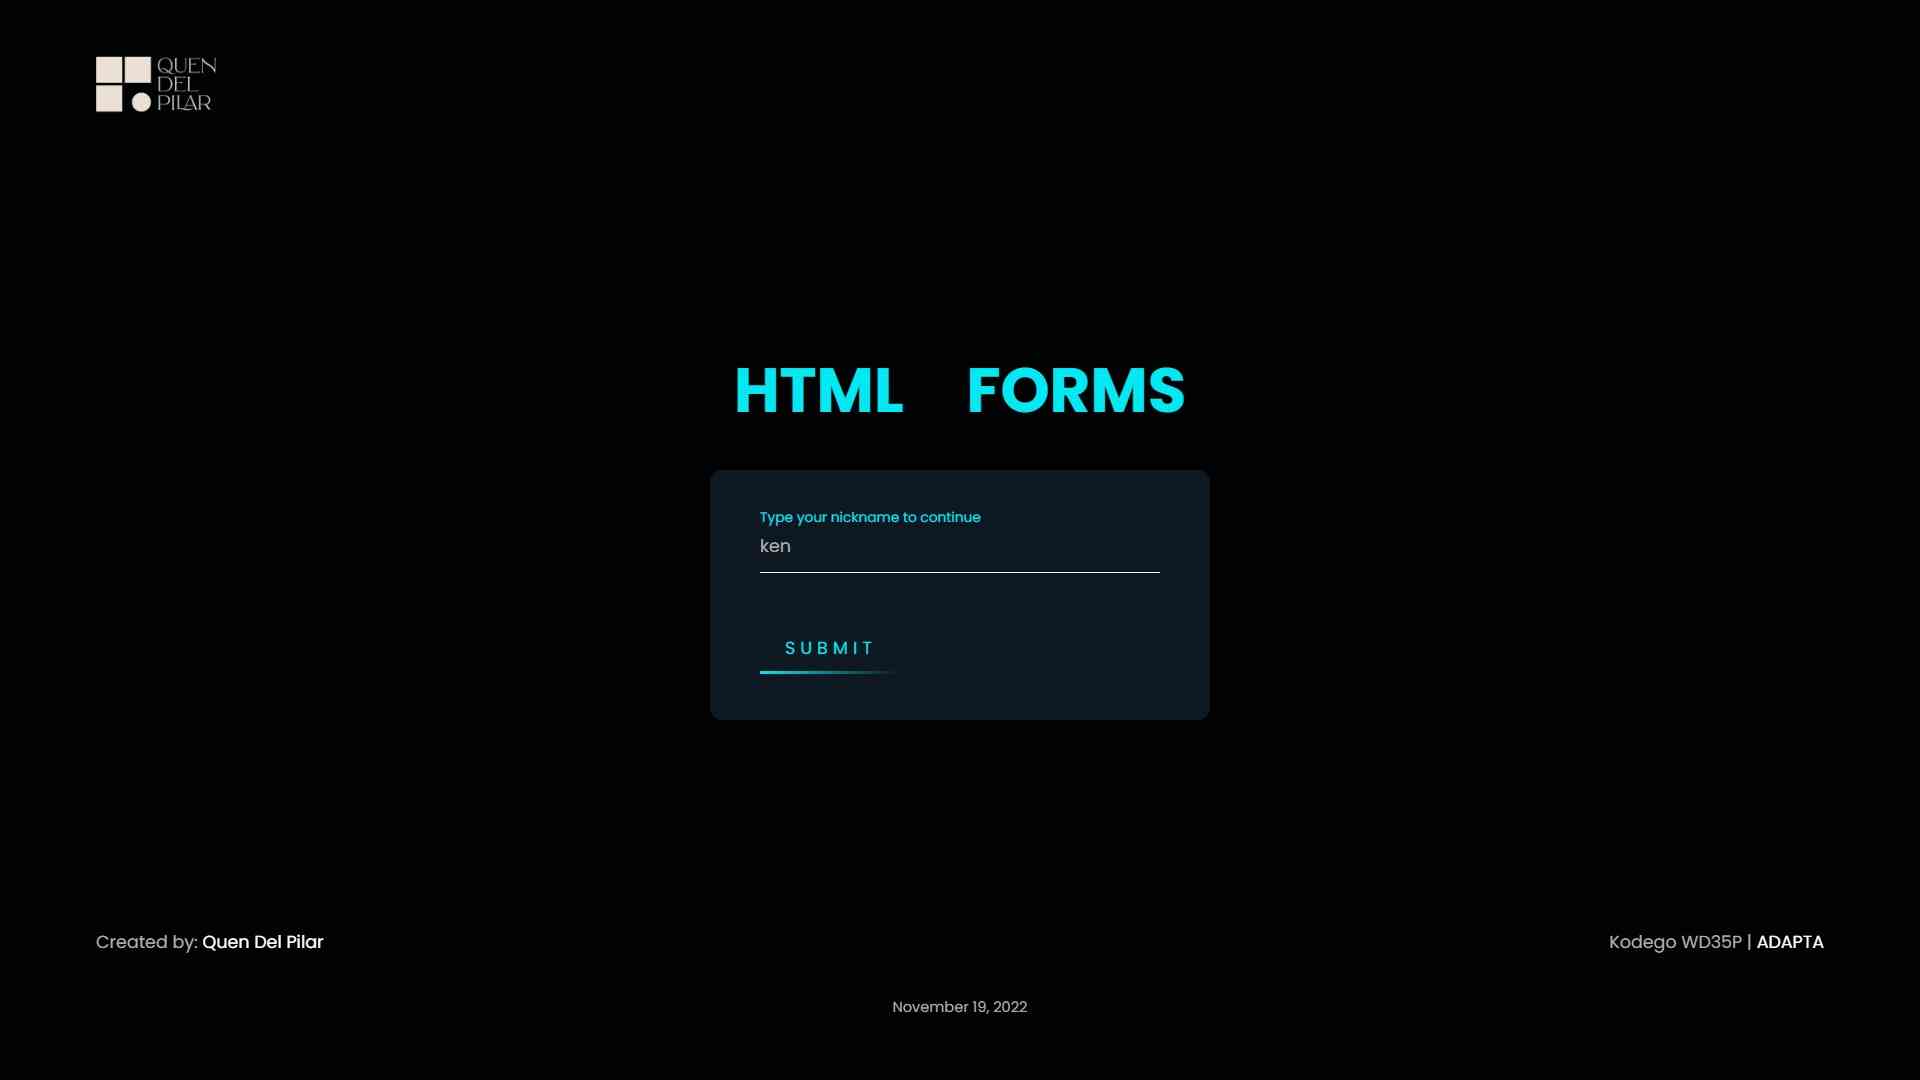 QUEN
DEL
PILAR
HTML FORMS
Type your nickname to continue
ken
SUBMIT
Created by: Quen Del Pilar
Kodego WD35P | ADAPTA
November 19, 2022